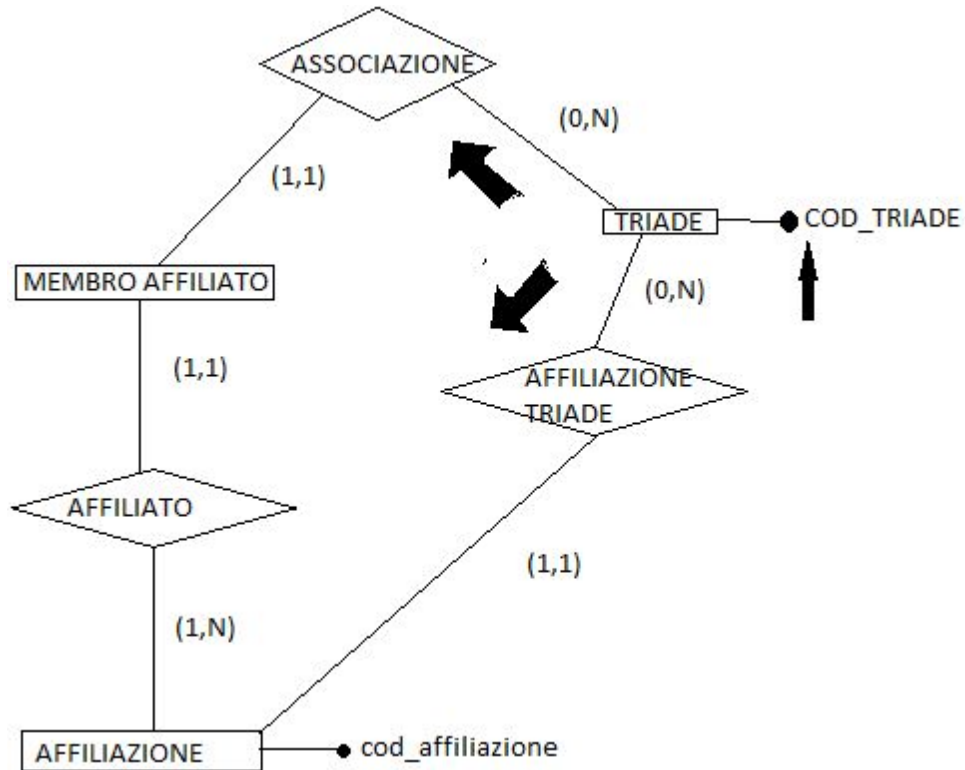 ASSOCIAZIONE
(0,N)
(1,1)
TRIADE
COD_TRIADE
MEMBRO AFFILIATO
(0,N)
(1,1)
AFFILIAZIONE
TRIADE
AFFILIATO
(1,1)
(1,N)
AFFILIAZIONE
cod_affiliazione